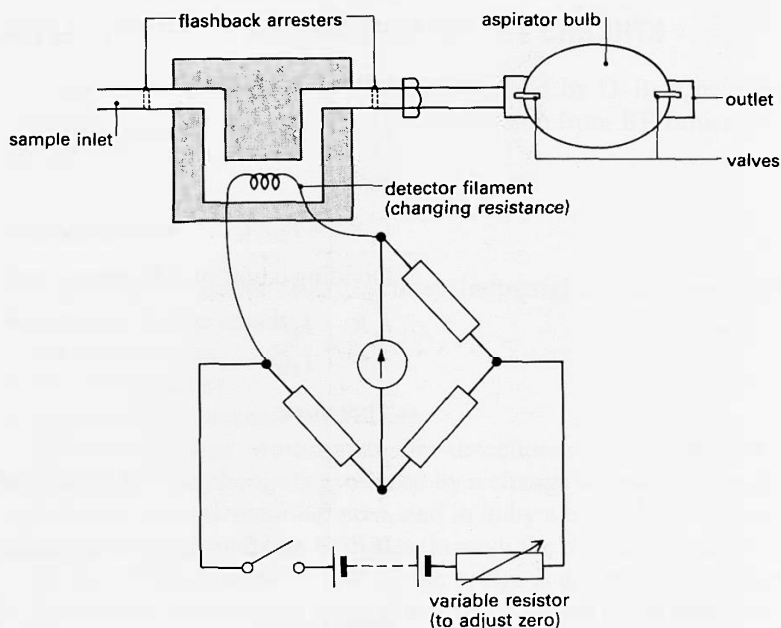 flashback arresters
aspirator bulb
outlet
sample inlet
valves
detector filament
(changing resistance)
variable resistor
(to adjust zero)